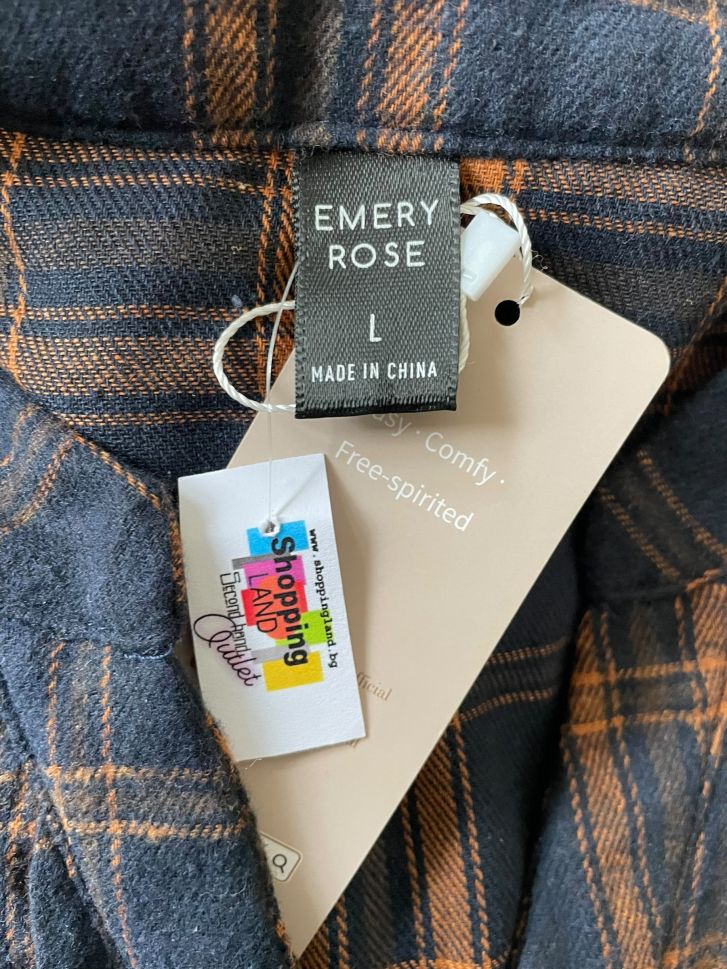 EMERY
ROSE
L
MADE IN CHINA
· Comfy ·
Free-spirited
www.shoppingland.bg
Shopping
LAND
Second Hand
Outlet